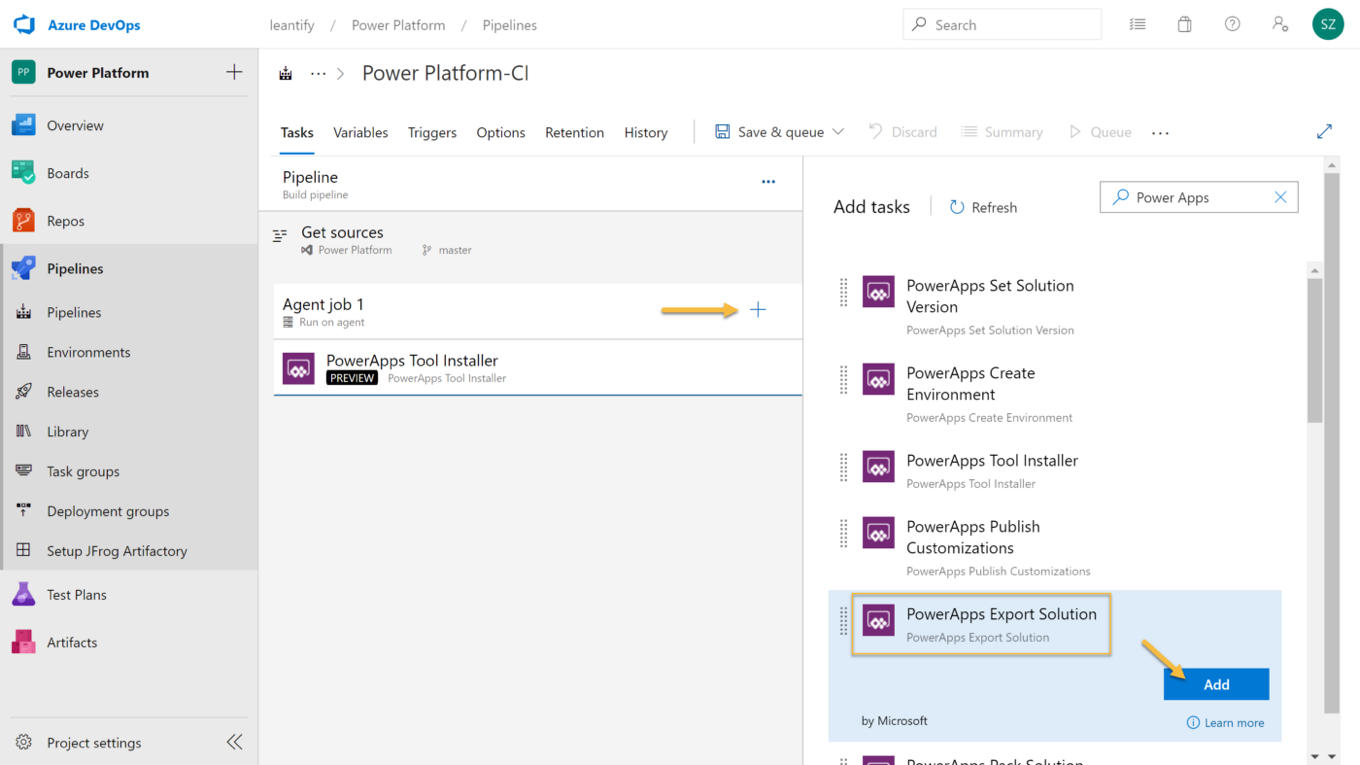 Azure DevOps
leantify / Power Platform / Pipelines
Search
SZ
PP
Power Platform
Overview
Boards
Repos
Pipelines
Pipelines
Environments
Releases
Library
Task groups
Deployment groups
Setup JFrog Artifactory
Test Plans
Artifacts
Project settings
··· > Power Platform-CI
Tasks Variables Triggers Options Retention History
Save & queue Discard Summary Queue ···
Pipeline
Build pipeline
Get sources
Power Platform master
Agent job 1
Run on agent
PowerApps Tool Installer
PREVIEW PowerApps Tool Installer
Add tasks
Refresh
Power Apps
PowerApps Set Solution
Version
PowerApps Set Solution Version
PowerApps Create
Environment
PowerApps Create Environment
PowerApps Tool Installer
PowerApps Tool Installer
PowerApps Publish
Customizations
PowerApps Publish Customizations
PowerApps Export Solution
PowerApps Export Solution
Add
by Microsoft
Learn more
PowerApps Pack Solution